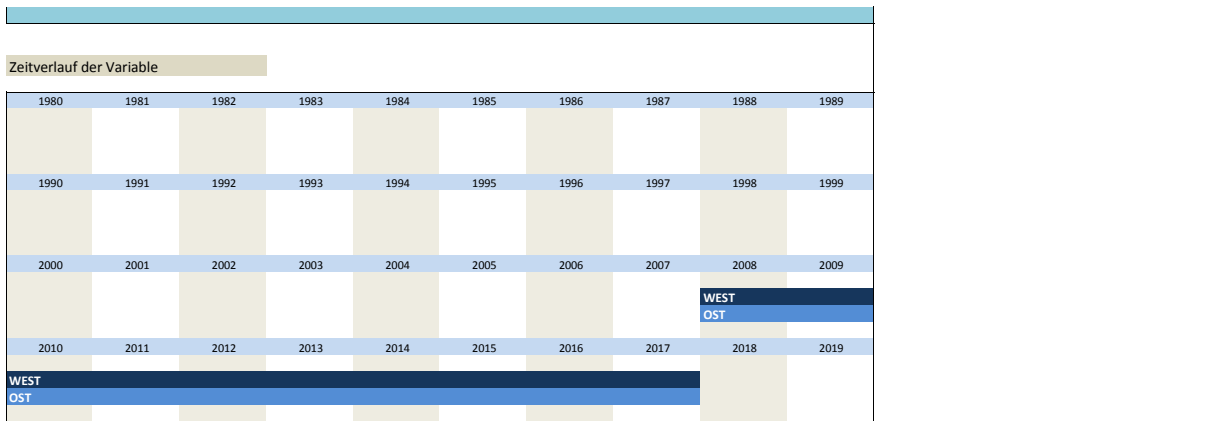 Zeitverlauf der Variable
1980 1981 1982 1983 1984 1985 1986 1987 1988 1989
1990 1991 1992 1993 1994 1995 1996 1997 1998 1999
2000 2001 2002 2003 2004 2005 2006 2007 2008 2009
WEST
OST
2010 2011 2012 2013 2014 2015 2016 2017 2018 2019
WEST
OST